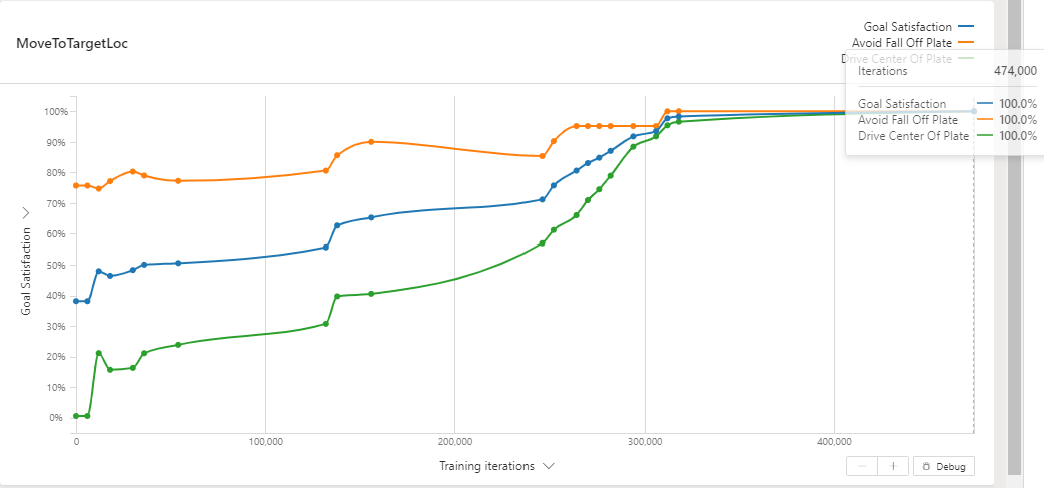 Goal Satisfaction
MoveToTargetLoc
Avoid Fall Off Plate
Drive Center Of Plate
Iterations 474,000
Goal Satisfaction 100.0%
Avoid Fall Off Plate 100.0%
Drive Center Of Plate 100.0%
100%
90%
80%
70%
60%
50%
40%
30%
20%
10%
0%
Goal Satisfaction
0 100,000 200,000 300,000 400,000
Training iterations
Debug